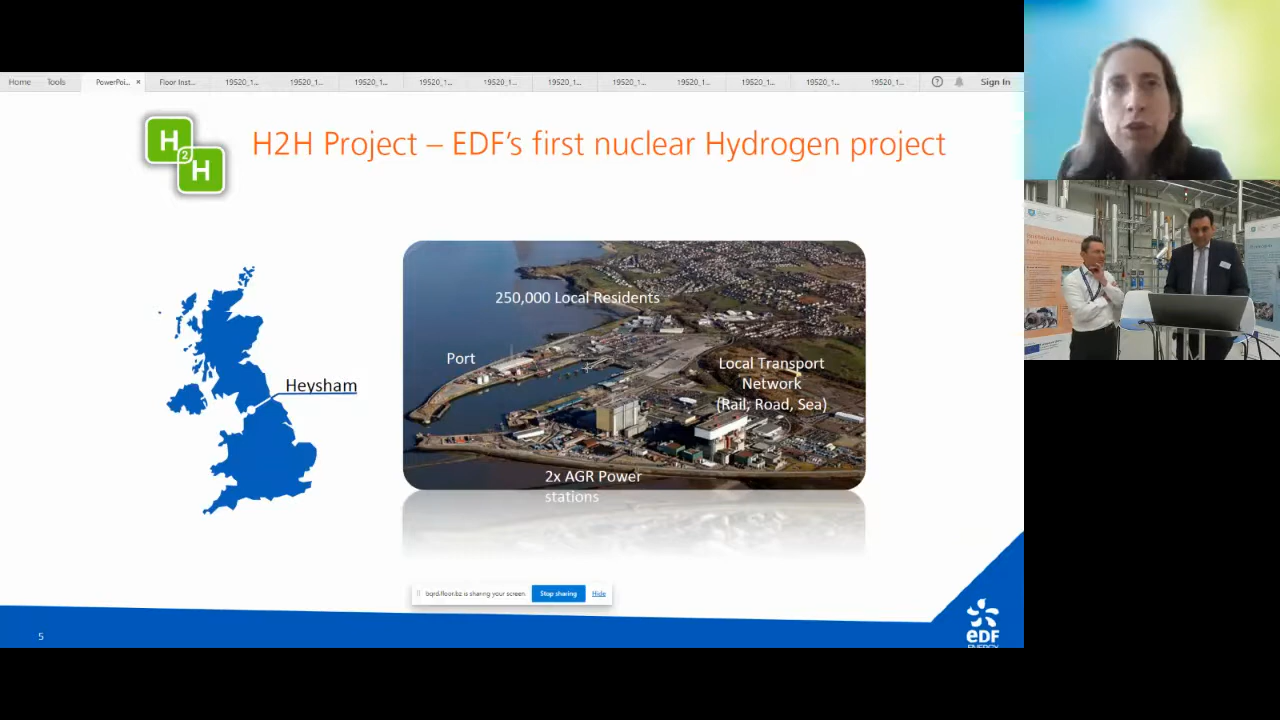 Home Tools PowerPoi... × Floor Inst... 19520_1... 19520_1... 19520_1... 19520_1... 19520_1... 19520_1... 19520_1... 19520_1... 19520_1... 19520_1... 19520_1... Sign In
H2H
H2H Project – EDF's first nuclear Hydrogen project
250,000 Local Residents
Port
Local Transport
Network
(Rail, Road, Sea)
Heysham
2x AGR Power
stations
bqrd.floor.bz is sharing your screen. Stop sharing Hide
5
eDF
ENERGY